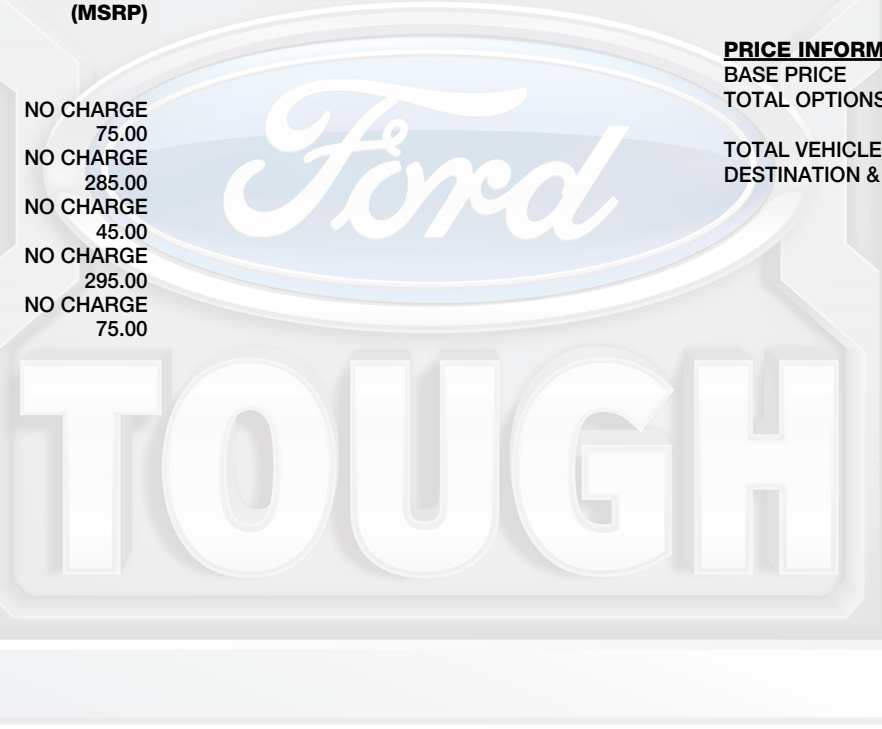 (MSRP)
NO CHARGE
75.00
NO CHARGE
285.00
NO CHARGE
45.00
NO CHARGE
295.00
NO CHARGE
75.00
PRICE INFORM
BASE PRICE
TOTAL OPTIONS
TOTAL VEHICLE
DESTINATION &
Ford
TOUGH